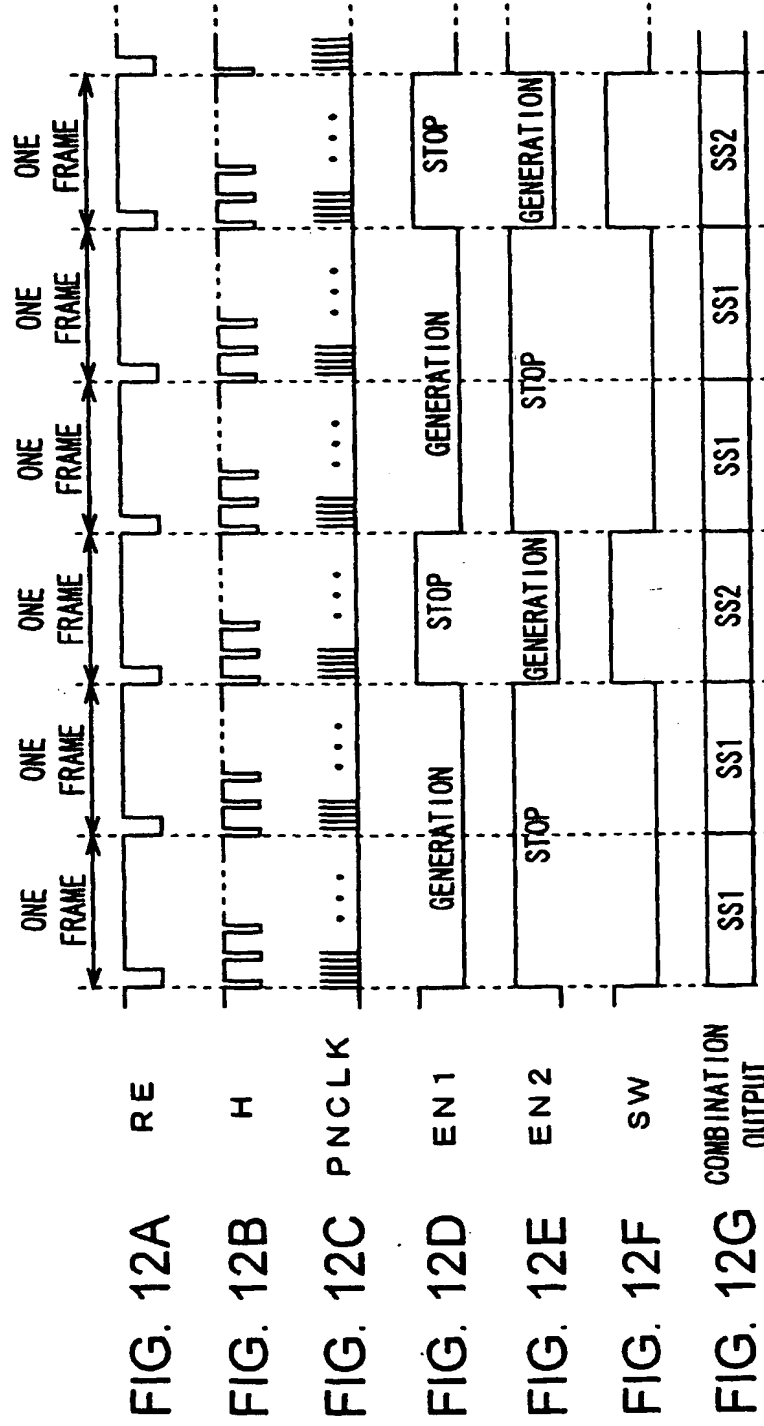 ONE
FRAME
ONE
FRAME
ONE
FRAME
ONE
FRAME
ONE
FRAME
ONE
FRAME
FIG. 12A
RE
FIG. 12B
H
FIG. 12C
PNCLK
FIG. 12D
EN1
GENERATION
STOP
GENERATION
STOP
FIG. 12E
EN2
STOP
GENERATION
STOP
GENERATION
FIG. 12F
SW
FIG. 12G
COMBINATION
OUTPUT
SS1
SS1
SS2
SS1
SS1
SS2